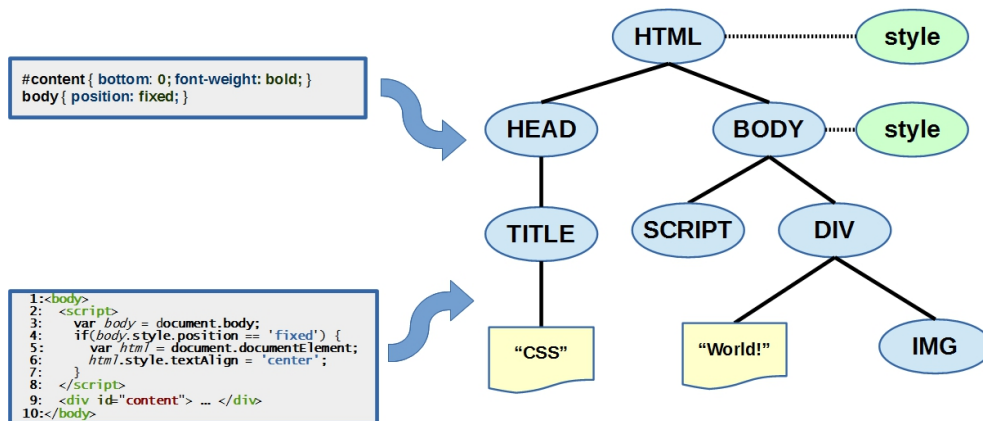 #content { bottom: 0; font-weight: bold; }
body { position: fixed; }
HTML
style
HEAD
BODY
style
TITLE
SCRIPT
DIV
1:<body>
2: <script>
3: var body = document.body;
4: if(body.style.position == 'fixed') {
5: var html = document.documentElement;
6: html.style.textAlign = 'center';
7: }
8: </script>
9: <div id="content"> ... </div>
10:</body>
“CSS”
“World!”
IMG